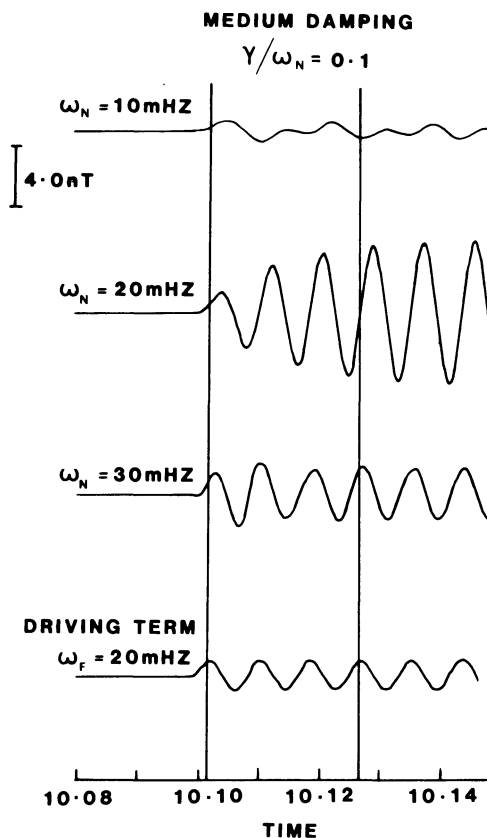 MEDIUM DAMPING
γ/ω_N = 0·1
ω_N = 10mHZ
4·0nT
ω_N = 20mHZ
ω_N = 30mHZ
DRIVING TERM
ω_F = 20mHZ
10·08 10·10 10·12 10·14
TIME